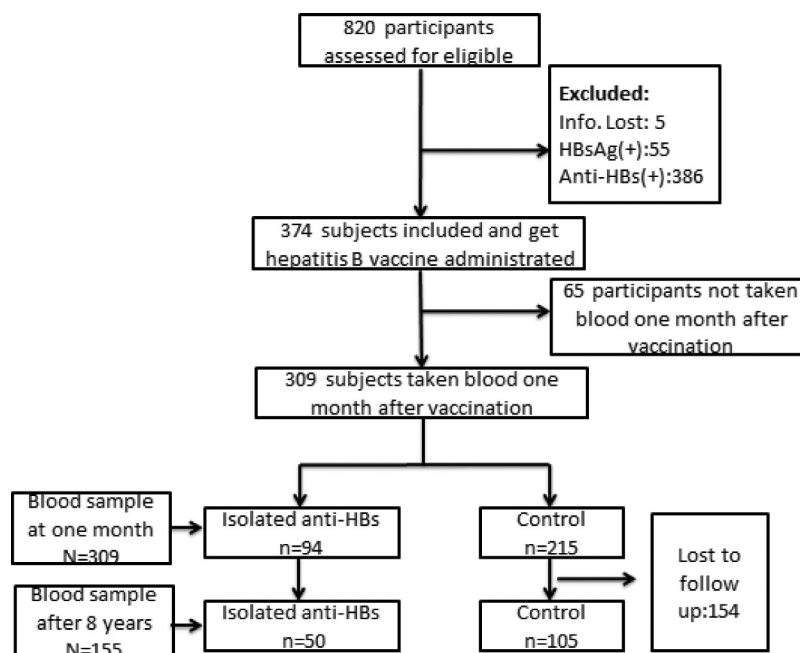 820 participants
assessed for eligible
Excluded:
Info. Lost: 5
HBsAg(+):55
Anti-HBs(+):386
374 subjects included and get
hepatitis B vaccine administrated
65 participants not taken
blood one month after
vaccination
309 subjects taken blood one
month after vaccination
Blood sample
at one month
N=309
Isolated anti-HBs
n=94
Control
n=215
Lost to
follow
up:154
Blood sample
after 8 years
N=155
Isolated anti-HBs
n=50
Control
n=105